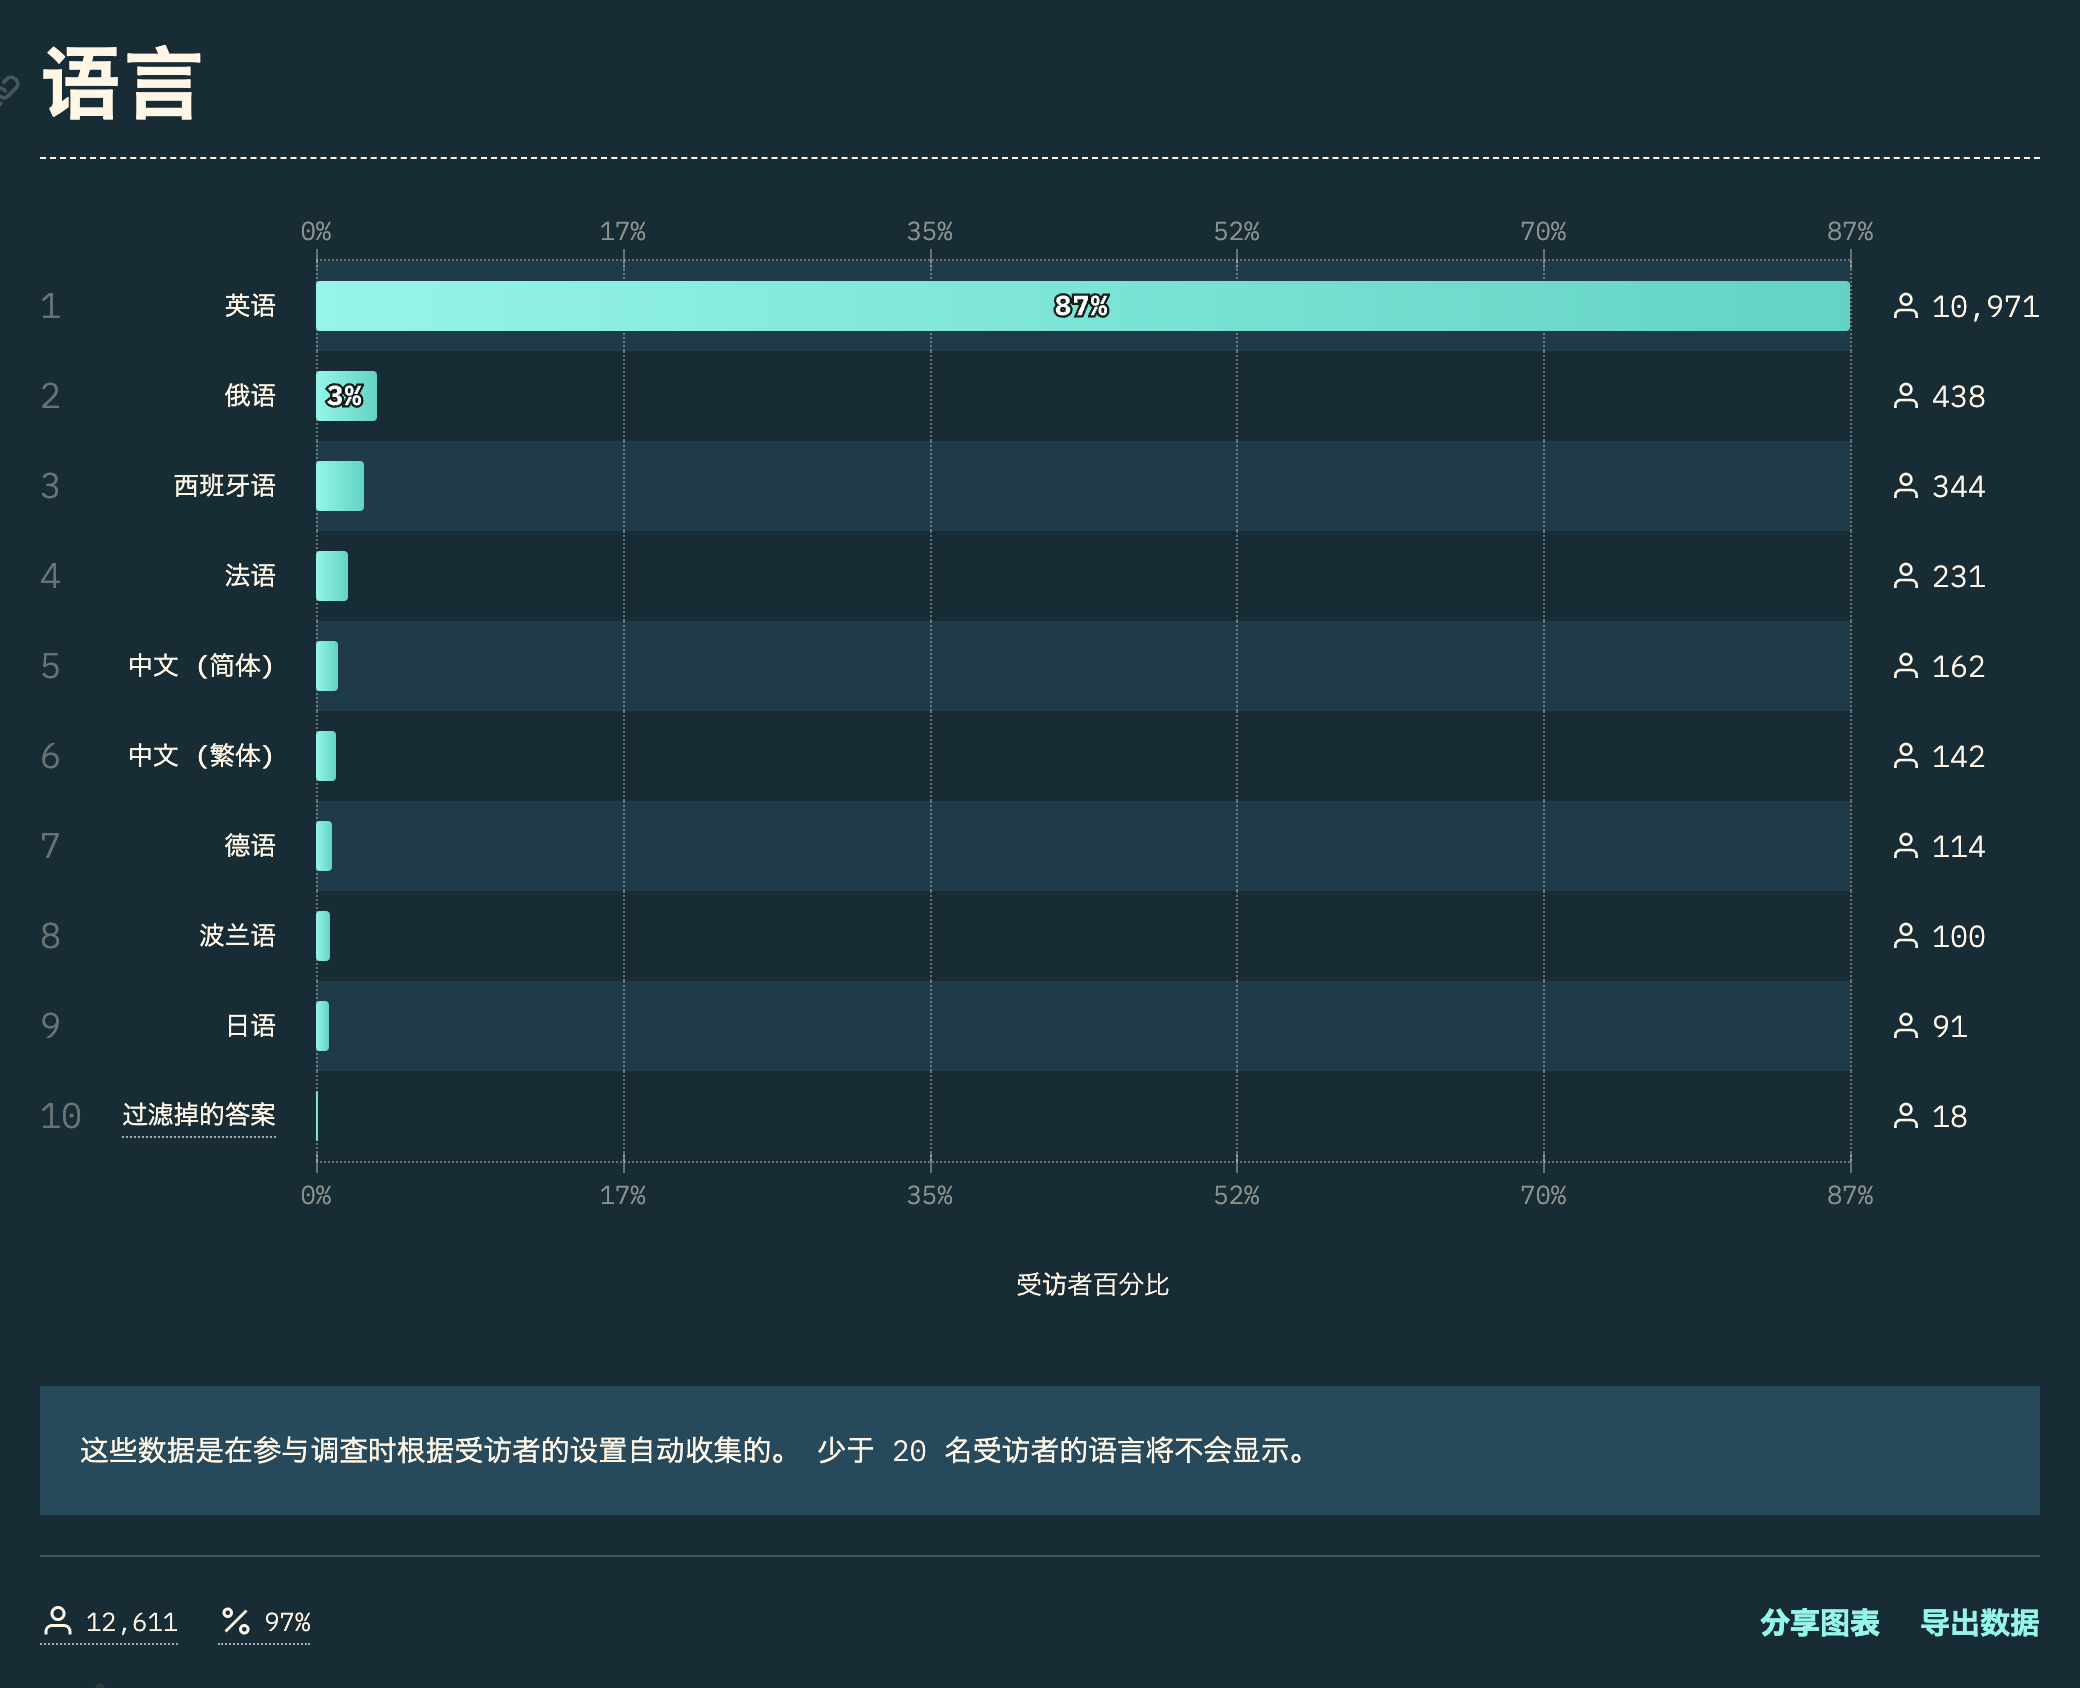 语言
0% 17% 35% 52% 70% 87%
1 英语 87% 10,971
2 俄语 3% 438
3 西班牙语 344
4 法语 231
5 中文 (简体) 162
6 中文 (繁体) 142
7 德语 114
8 波兰语 100
9 日语 91
10 过滤掉的答案 18
0% 17% 35% 52% 70% 87%
受访者百分比
这些数据是在参与调查时根据受访者的设置自动收集的。 少于 20 名受访者的语言将不会显示。
12,611 97% 分享图表 导出数据